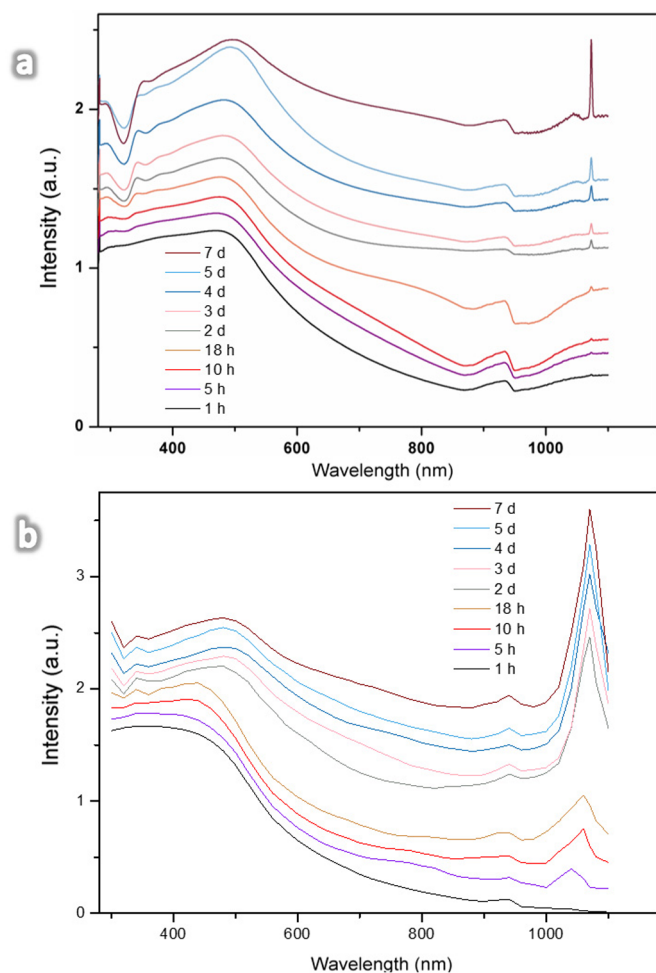 a
Intensity (a.u.)
2
1
0
7 d
5 d
4 d
3 d
2 d
18 h
10 h
5 h
1 h
400 600 800 1000
Wavelength (nm)
b
Intensity (a.u.)
3
2
1
0
7 d
5 d
4 d
3 d
2 d
18 h
10 h
5 h
1 h
400 600 800 1000
Wavelength (nm)